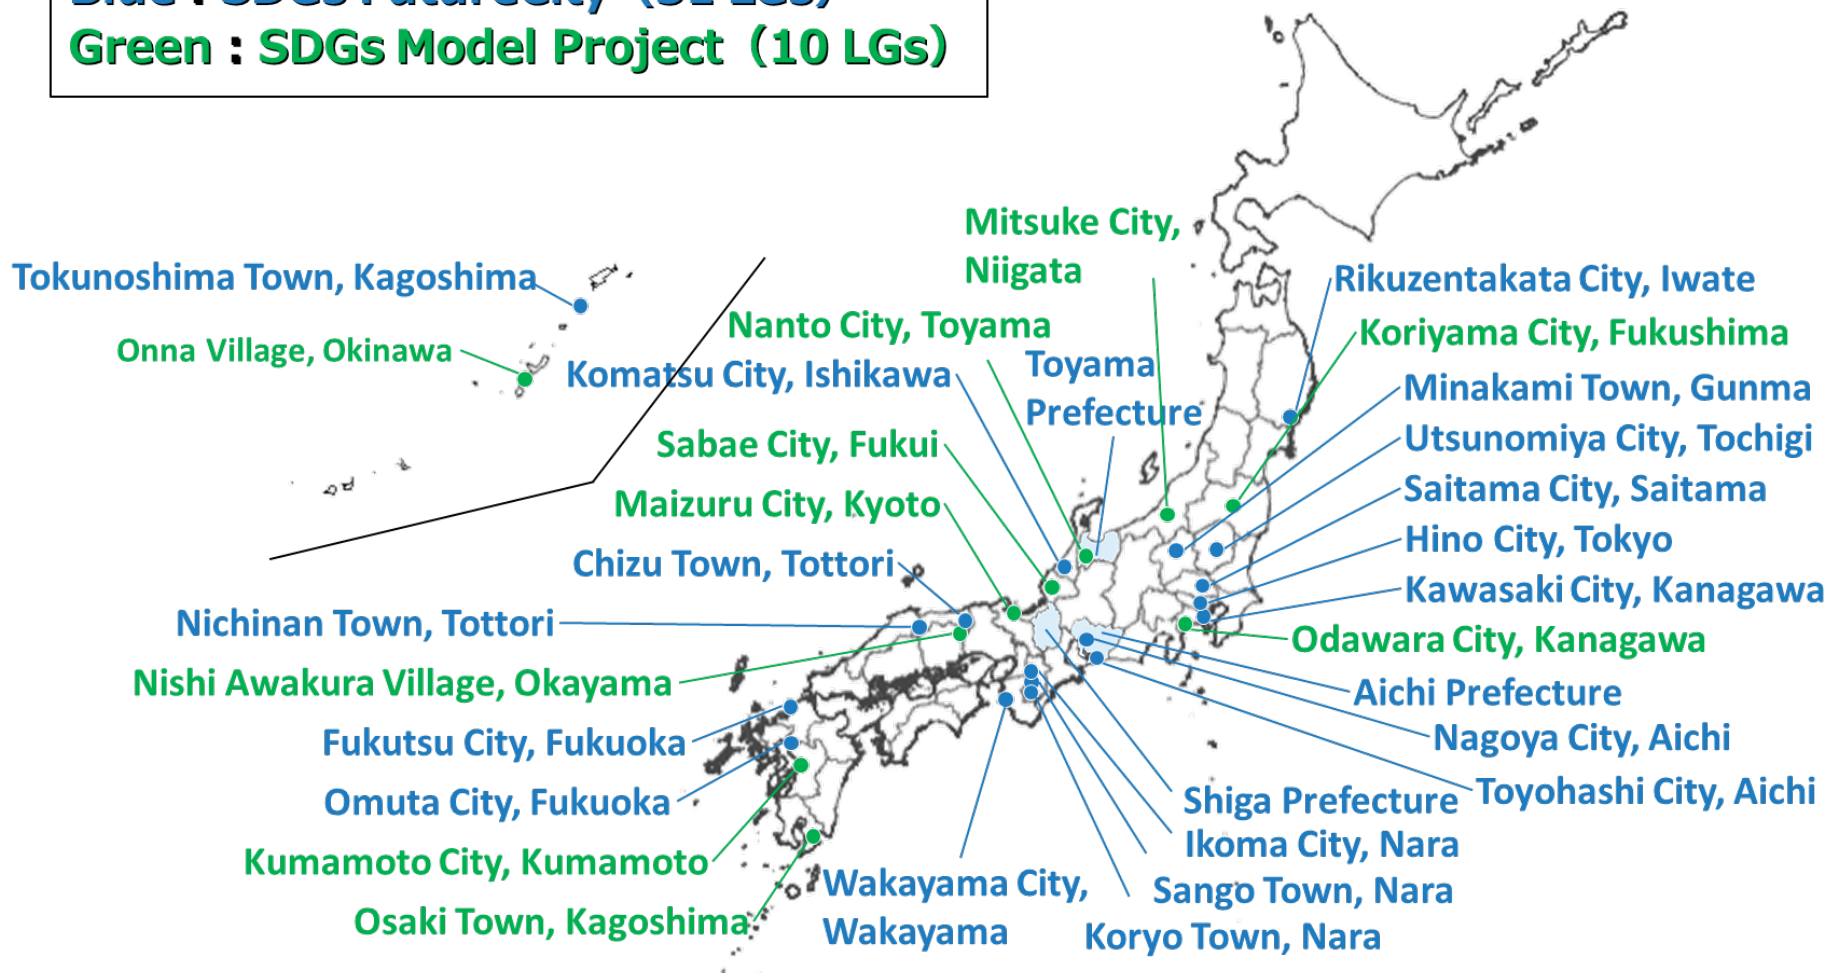 Blue : SDGs FutureCity (31 LGs)
Green : SDGs Model Project (10 LGs)
Mitsuke City,
Niigata
Tokunoshima Town, Kagoshima
Rikuzentakata City, Iwate
Nanto City, Toyama
Koriyama City, Fukushima
Onna Village, Okinawa
Komatsu City, Ishikawa
Toyama
Prefecture
Minakami Town, Gunma
Sabae City, Fukui
Utsunomiya City, Tochigi
Maizuru City, Kyoto
Saitama City, Saitama
Chizu Town, Tottori
Hino City, Tokyo
Kawasaki City, Kanagawa
Nichinan Town, Tottori
Odawara City, Kanagawa
Nishi Awakura Village, Okayama
Aichi Prefecture
Fukutsu City, Fukuoka
Nagoya City, Aichi
Omuta City, Fukuoka
Shiga Prefecture
Toyohashi City, Aichi
Ikoma City, Nara
Kumamoto City, Kumamoto
Wakayama City,
Wakayama
Sango Town, Nara
Osaki Town, Kagoshima
Koryo Town, Nara